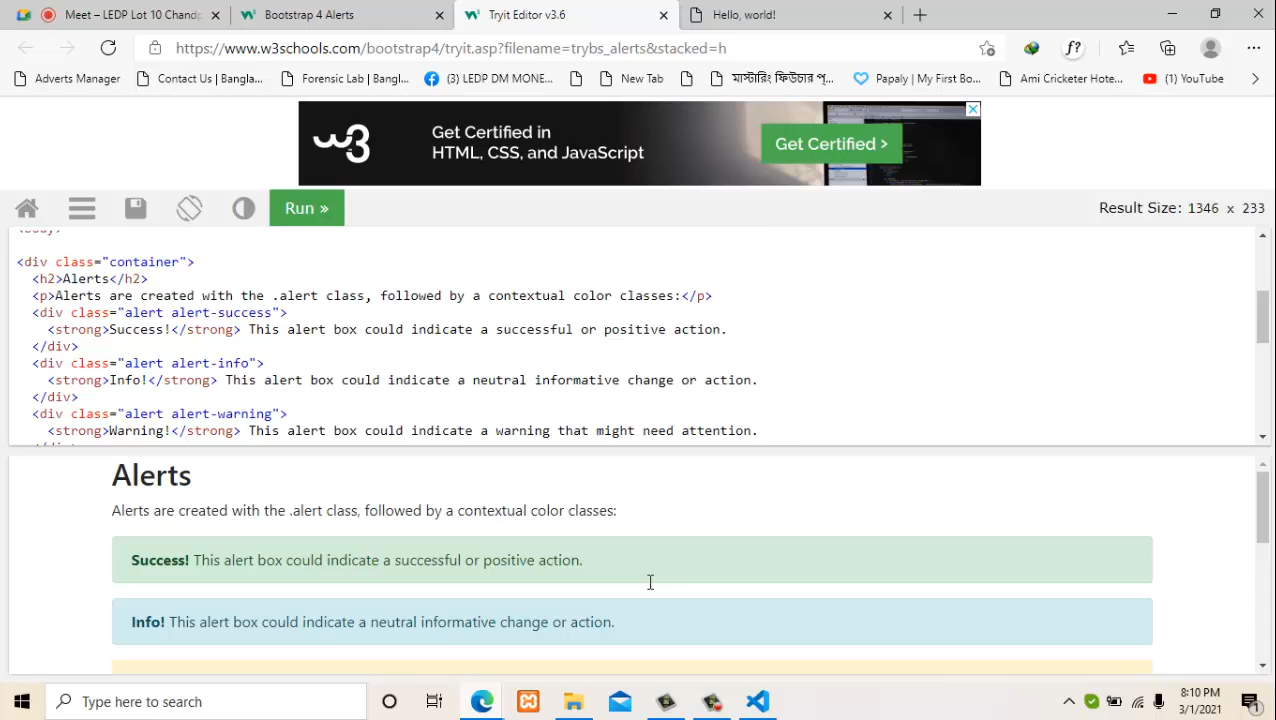 Meet – LEDP Lot 10 Chandp
Bootstrap 4 Alerts
Tryit Editor v3.6
Hello, world!
https://www.w3schools.com/bootstrap4/tryit.asp?filename=trybs_alerts&stacked=h
Adverts Manager
Contact Us | Bangla...
Forensic Lab | Bangl...
(3) LEDP DM MONE...
New Tab
মাস্টারিং ফিউচার প্...
Papaly | My First Bo...
Ami Cricketer Hote...
(1) YouTube
Get Certified in
HTML, CSS, and JavaScript
Get Certified >
Run »
Result Size: 1346 x 233
<body>
<div class="container">
<h2>Alerts</h2>
<p>Alerts are created with the .alert class, followed by a contextual color classes:</p>
<div class="alert alert-success">
<strong>Success!</strong> This alert box could indicate a successful or positive action.
</div>
<div class="alert alert-info">
<strong>Info!</strong> This alert box could indicate a neutral informative change or action.
</div>
<div class="alert alert-warning">
<strong>Warning!</strong> This alert box could indicate a warning that might need attention.
</div>
Alerts
Alerts are created with the .alert class, followed by a contextual color classes:
Success! This alert box could indicate a successful or positive action.
Info! This alert box could indicate a neutral informative change or action.
Type here to search
8:10 PM
3/1/2021